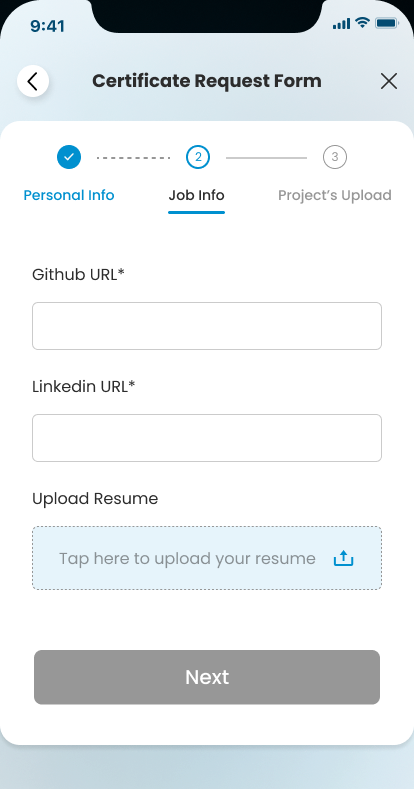 9:41
Certificate Request Form
2
3
Personal Info Job Info Project's Upload
Github URL*
Linkedin URL*
Upload Resume
Tap here to upload your resume
Next